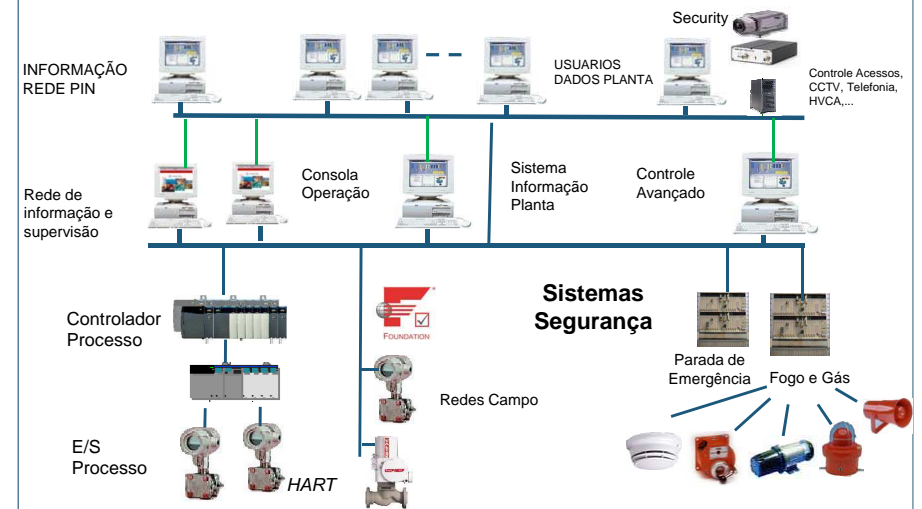 Security
INFORMAÇÃO
REDE PIN
USUARIOS
DADOS PLANTA
Controle Acessos,
CCTV, Telefonia,
HVCA,...
Rede de
informação e
supervisão
Consola
Operação
Sistema
Informação
Planta
Controle
Avançado
Controlador
Processo
FOUNDATION
Sistemas
Segurança
Parada de
Emergência
Fogo e Gás
Redes Campo
E/S
Processo
HART